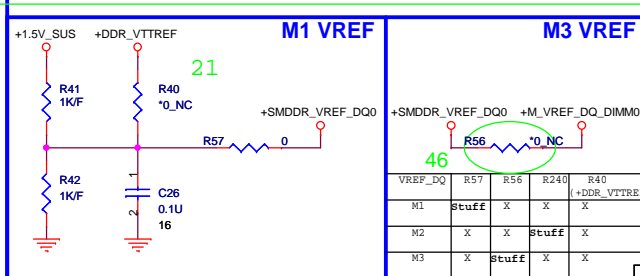 M1 VREF
+1.5V_SUS
+DDR_VTTREF
21
R41
1K/F
R40
*0_NC
+SMDDR_VREF_DQ0
R57
0
R42
1K/F
1
2
C26
0.1U
16
M3 VREF
+SMDDR_VREF_DQ0
+M_VREF_DQ_DIMM0
R56
*0_NC
46
VREF_DQ R57 R56 R240 R40
(+DDR_VTTRE
M1 Stuff X X X
M2 X X Stuff X
M3 X Stuff X X